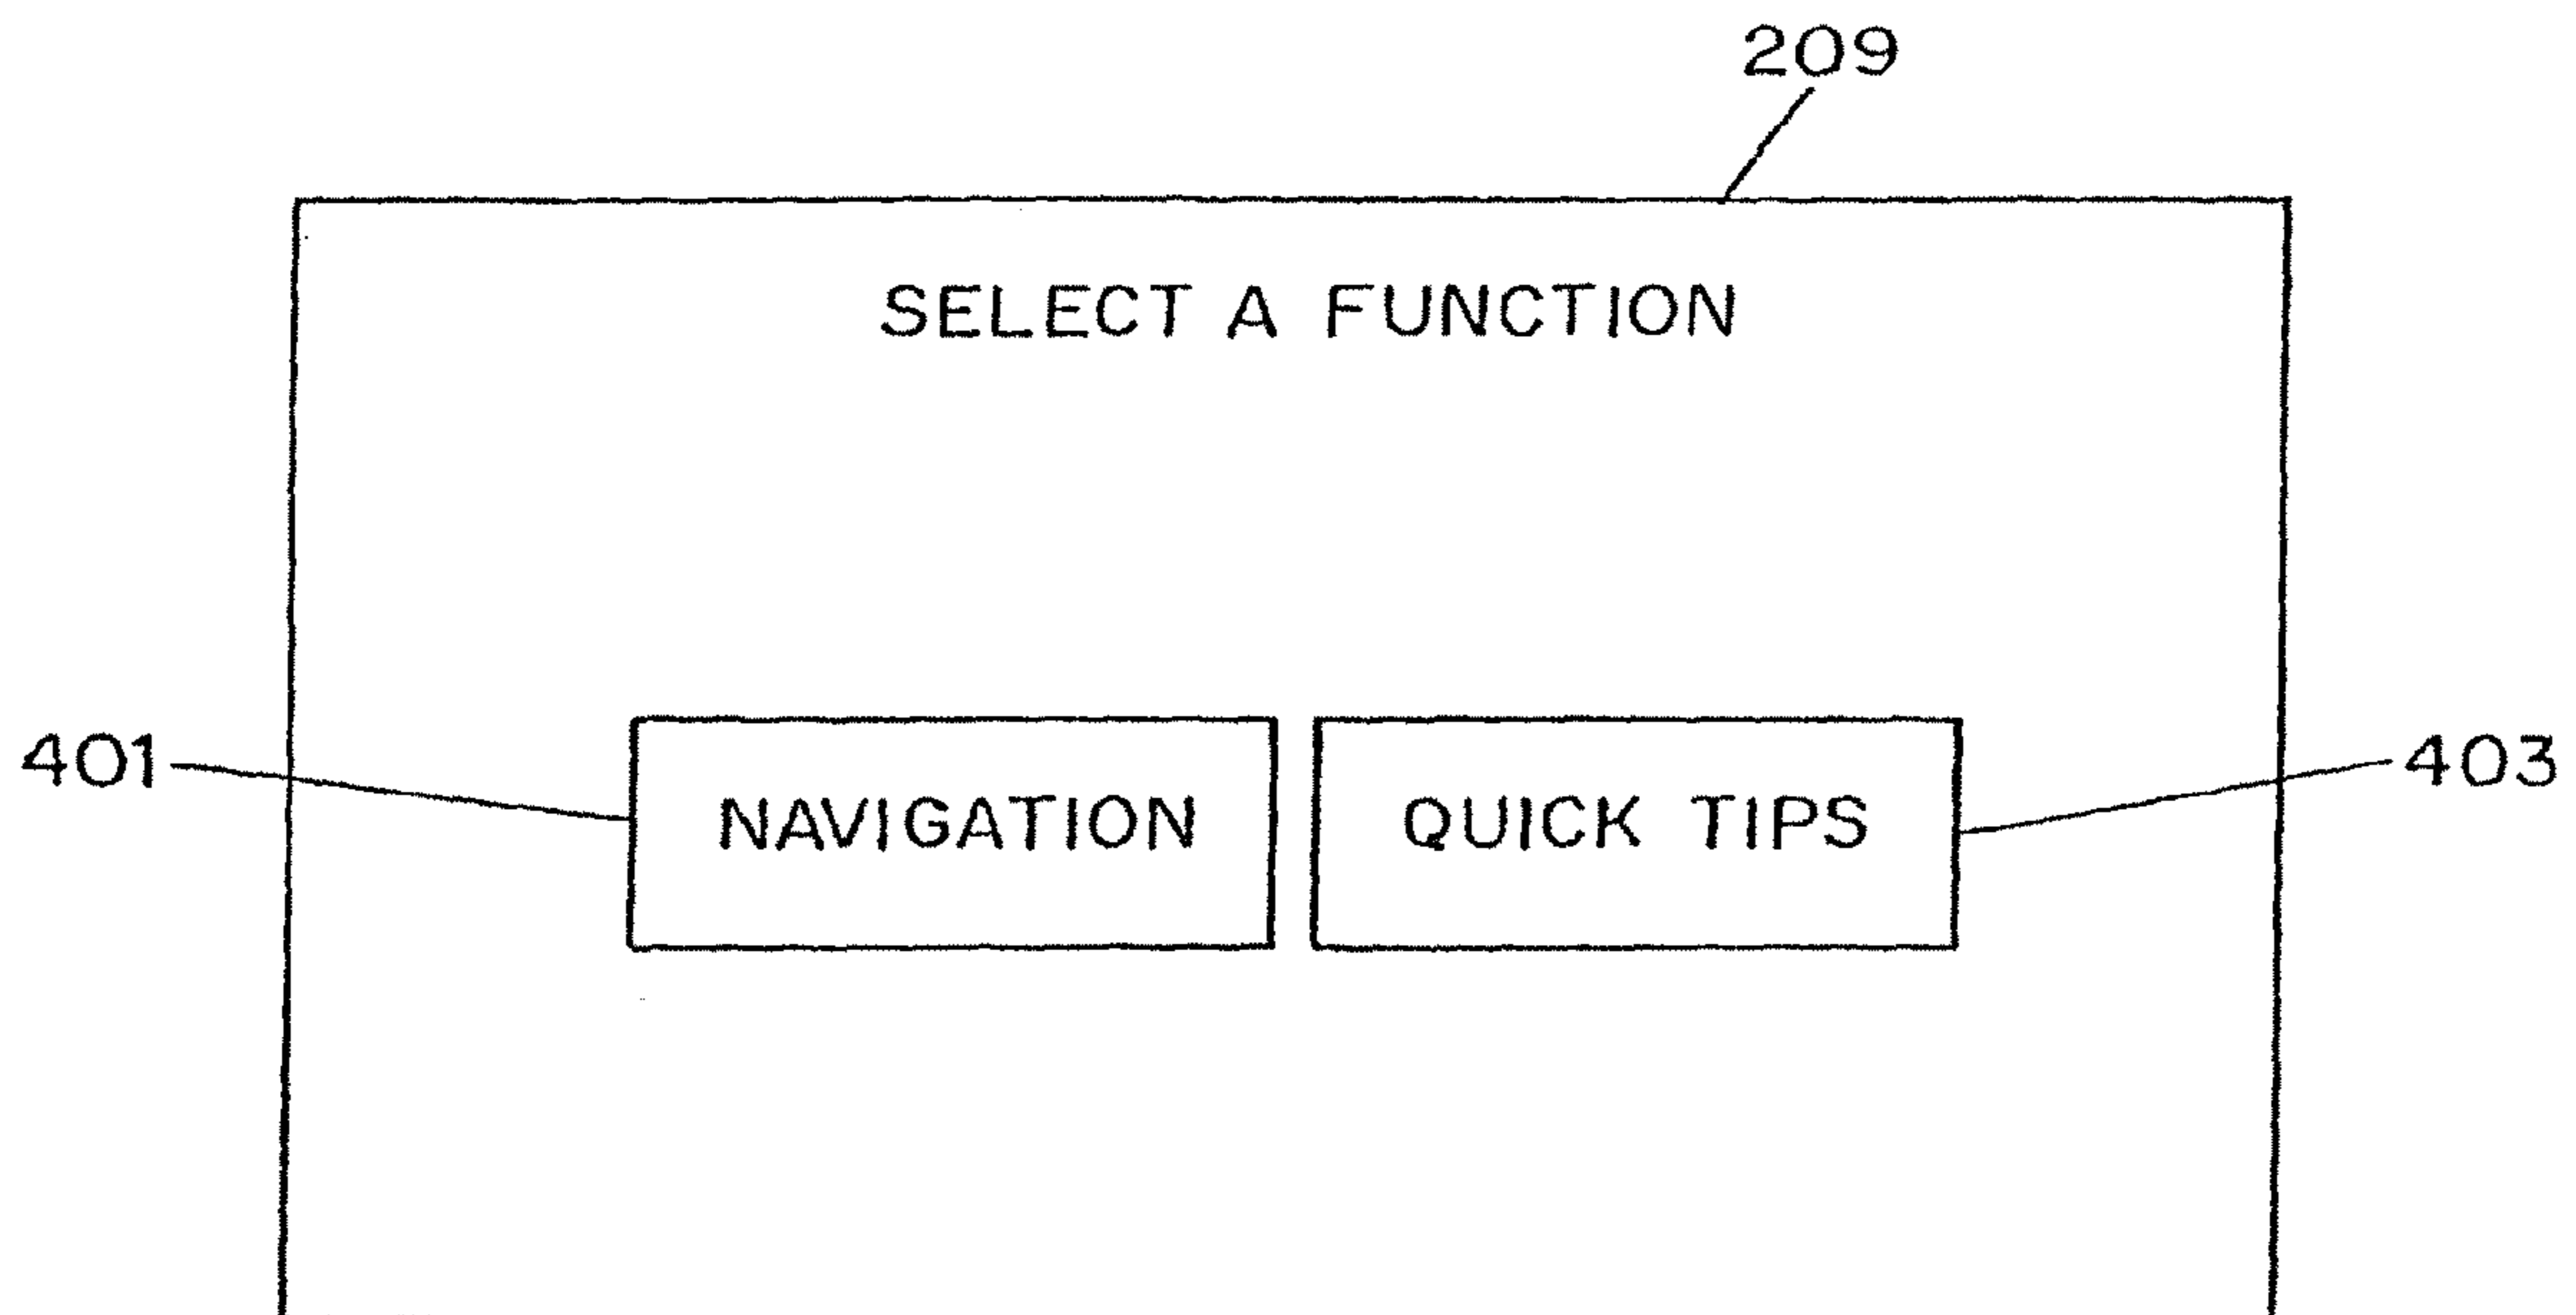 209
SELECT A FUNCTION
401
NAVIGATION
QUICK TIPS
403